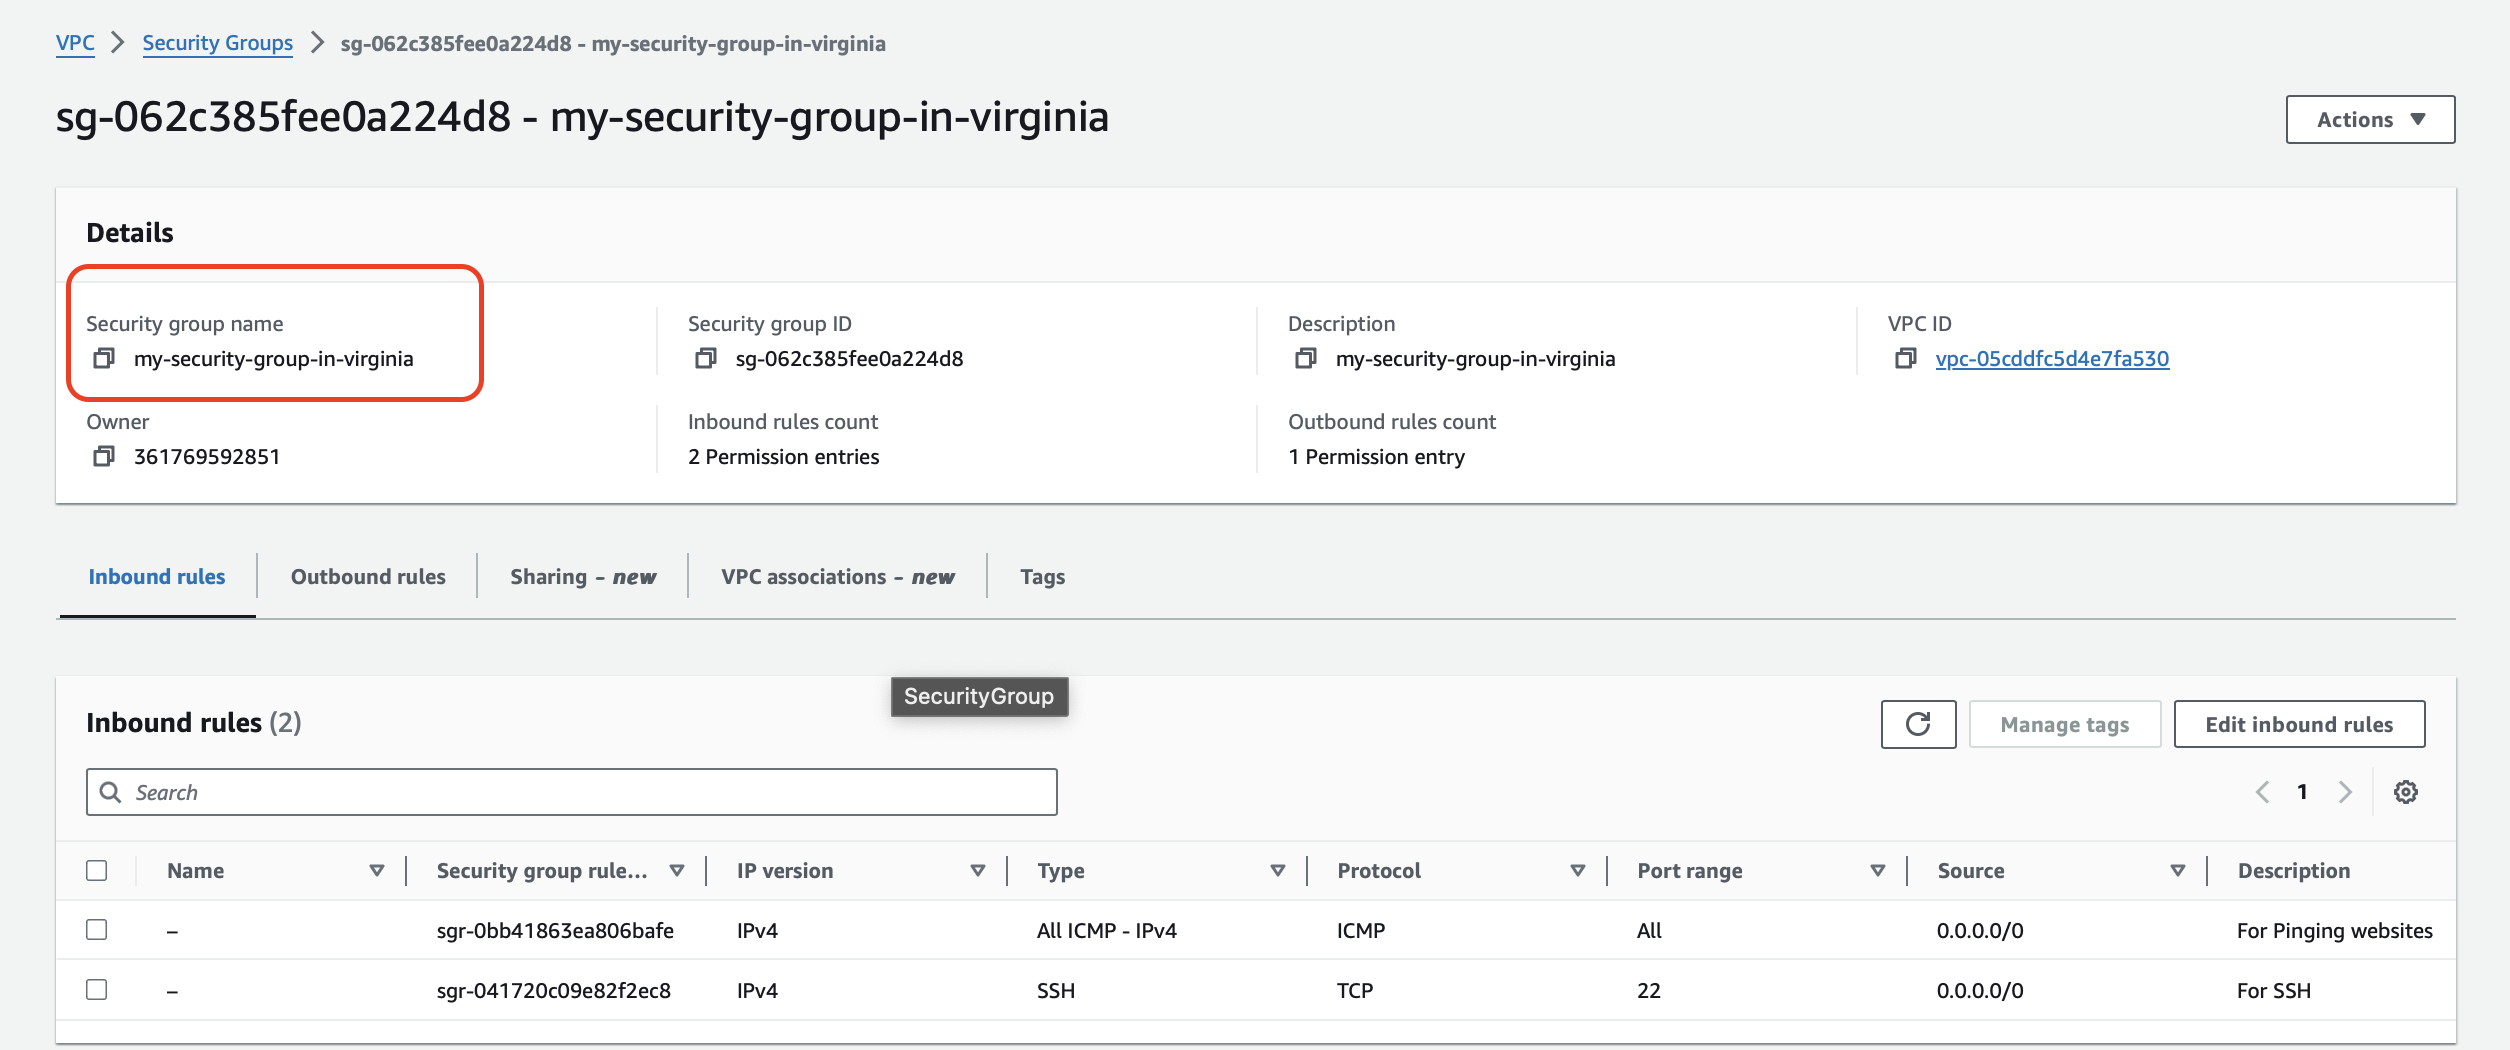 VPC > Security Groups > sg-062c385fee0a224d8 - my-security-group-in-virginia
sg-062c385fee0a224d8 - my-security-group-in-virginia
Actions
Details
Security group name
my-security-group-in-virginia
Security group ID
sg-062c385fee0a224d8
Description
my-security-group-in-virginia
VPC ID
vpc-05cddfc5d4e7fa530
Owner
361769592851
Inbound rules count
2 Permission entries
Outbound rules count
1 Permission entry
Inbound rules Outbound rules Sharing - new VPC associations - new Tags
SecurityGroup
Inbound rules (2)
Manage tags Edit inbound rules
Search
1
Name Security group rule... IP version Type Protocol Port range Source Description
– sgr-0bb41863ea806bafe IPv4 All ICMP - IPv4 ICMP All 0.0.0.0/0 For Pinging websites
– sgr-041720c09e82f2ec8 IPv4 SSH TCP 22 0.0.0.0/0 For SSH